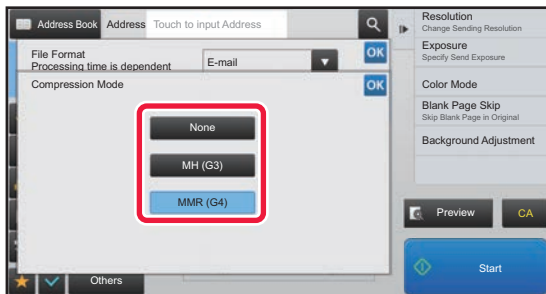 Address Book
Address
Touch to input Address
File Format
Processing time is dependent
E-mail
OK
Compression Mode
OK
None
MH (G3)
MMR (G4)
Others
Resolution
Change Sending Resolution
Exposure
Specify Send Exposure
Color Mode
Blank Page Skip
Skip Blank Page in Original
Background Adjustment
Preview
CA
Start